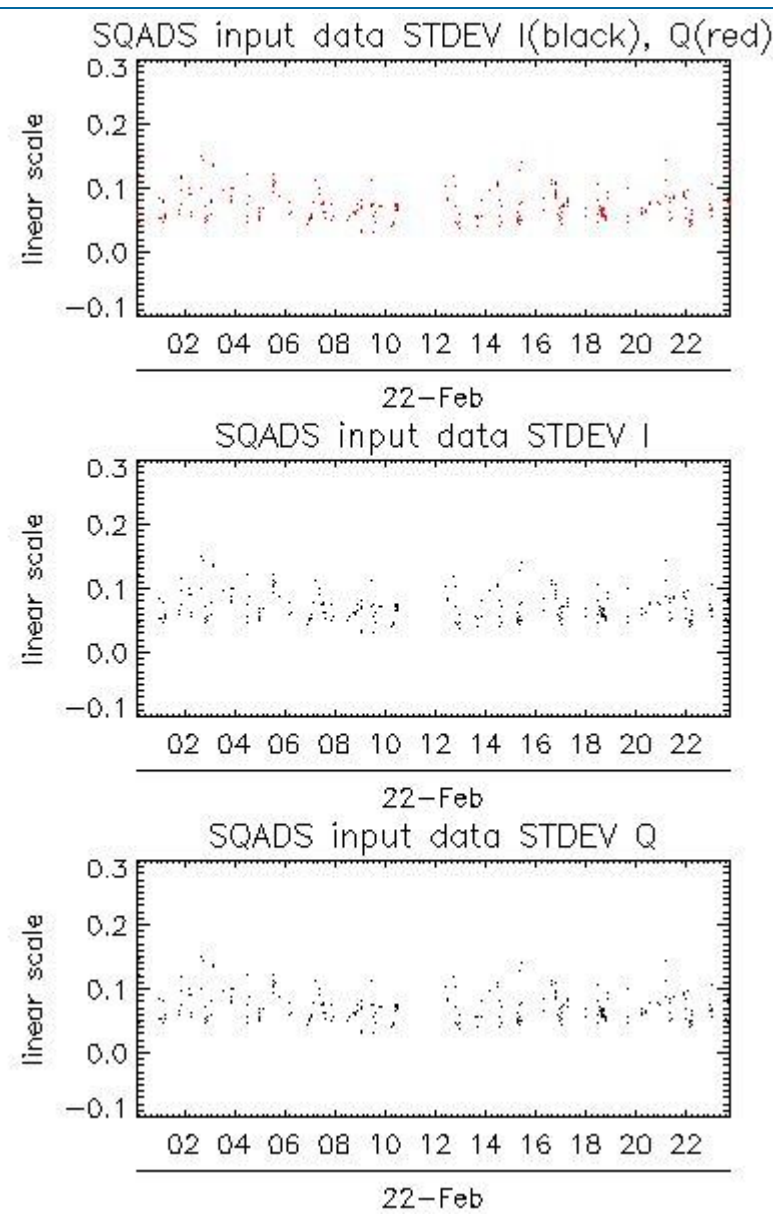 SQADS input data STDEV I(black), Q(red)
0.3
0.2
0.1
0.0
−0.1
linear scale
02 04 06 08 10 12 14 16 18 20 22
22−Feb
SQADS input data STDEV I
0.3
0.2
0.1
0.0
−0.1
linear scale
02 04 06 08 10 12 14 16 18 20 22
22−Feb
SQADS input data STDEV Q
0.3
0.2
0.1
0.0
−0.1
linear scale
02 04 06 08 10 12 14 16 18 20 22
22−Feb